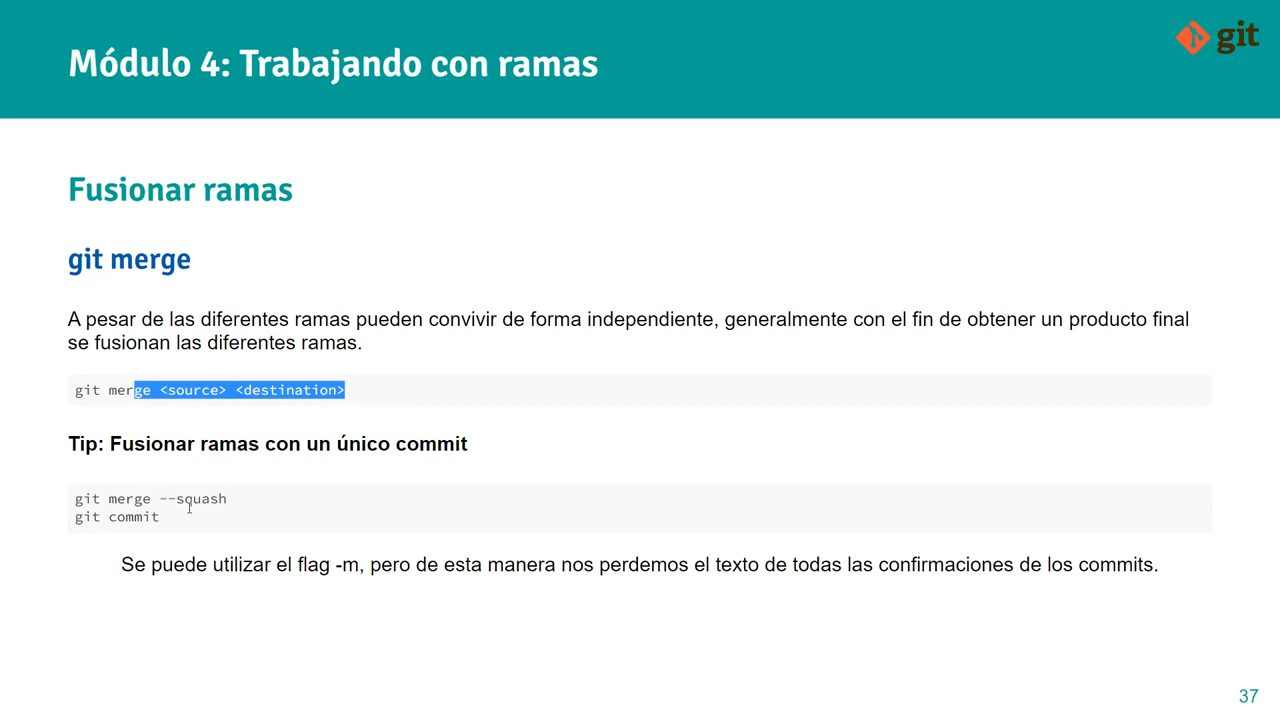 git
Módulo 4: Trabajando con ramas
Fusionar ramas
git merge
A pesar de las diferentes ramas pueden convivir de forma independiente, generalmente con el fin de obtener un producto final
se fusionan las diferentes ramas.
git merge <source> <destination>
Tip: Fusionar ramas con un único commit
git merge --squash
git commit
Se puede utilizar el flag -m, pero de esta manera nos perdemos el texto de todas las confirmaciones de los commits.
37